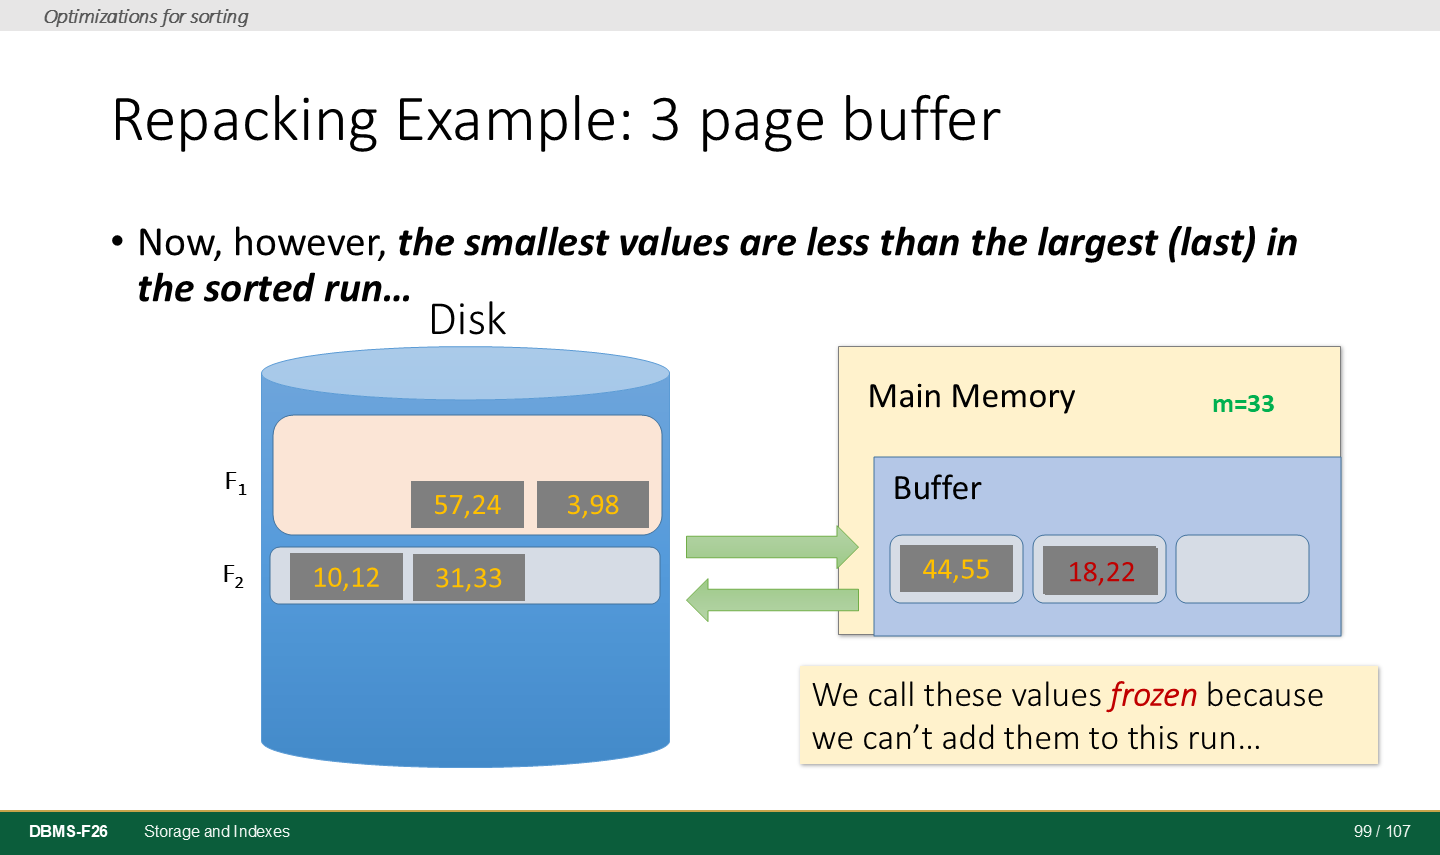 Optimizations for sorting
Repacking Example: 3 page buffer
• Now, however, the smallest values are less than the largest (last) in
the sorted run...
Disk
Main Memory
m=33
F1
57,24
3,98
Buffer
F2
10,12
31,33
44,55
18,22
We call these values frozen because
we can't add them to this run...
DBMS-F26
Storage and Indexes
99 / 107